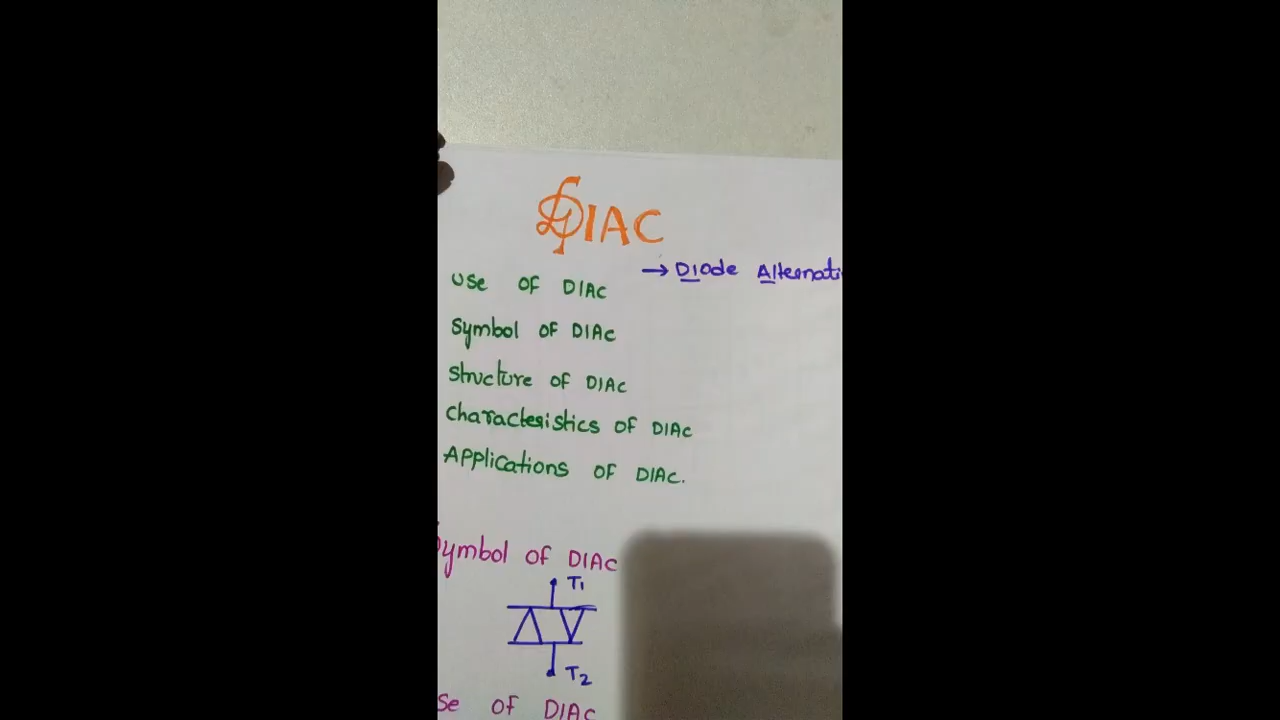 DIAC
→ Diode Alternati
Use of DIAC
Symbol of DIAC
Structure of DIAC
Characteristics of DIAC
Applications of DIAC.
ymbol of DIAC
T1
T2
se of DIAC